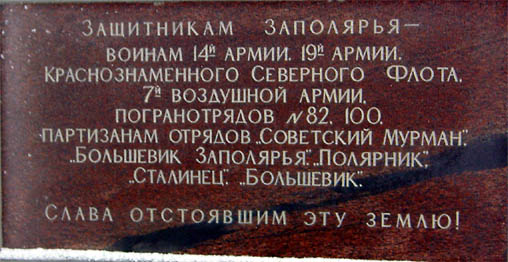 Защитникам Заполярья —
воинам 14й армии, 19й армии,
Краснознаменного Северного Флота,
7й воздушной армии,
погранотрядов N 82, 100,
партизанам отрядов „Советский Мурман",
„Большевик Заполярья", „Полярник",
„Сталинец", „Большевик".
Слава отстоявшим эту землю!